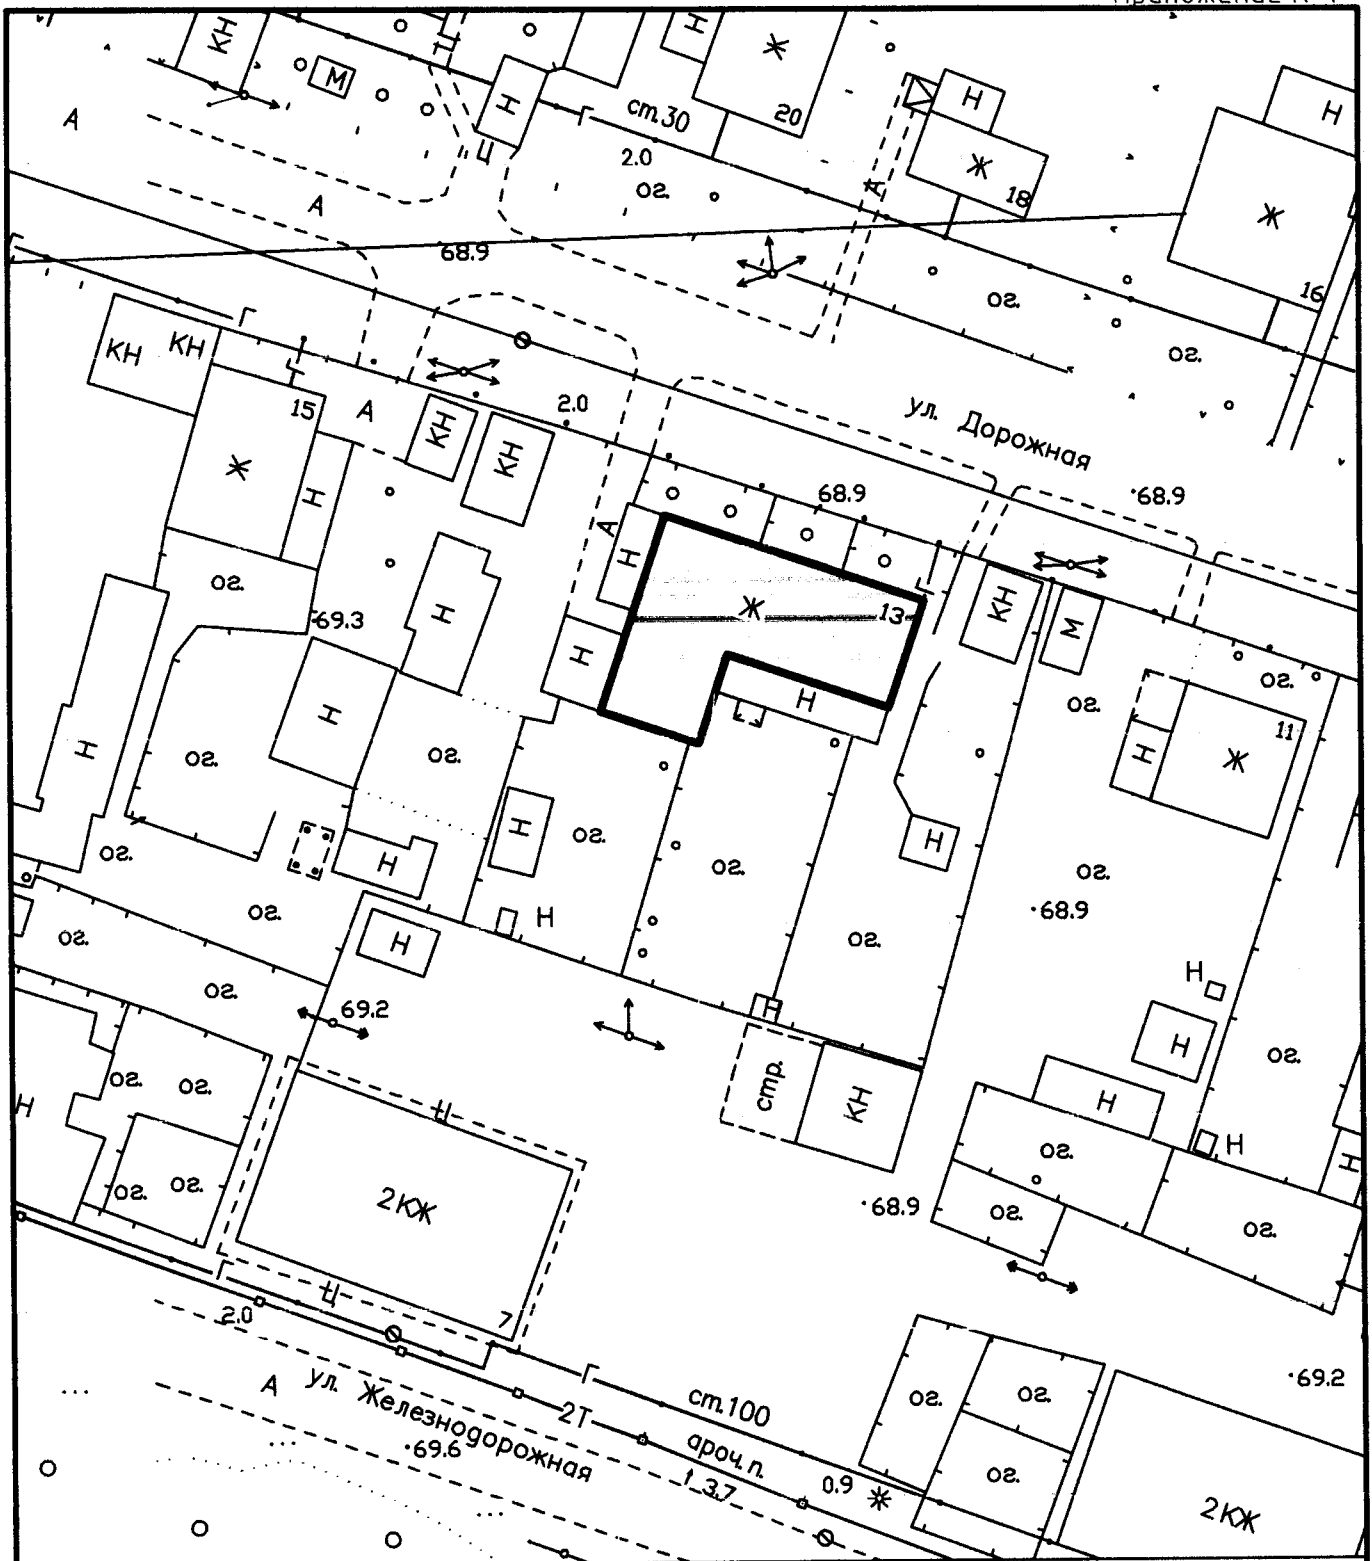 КН
Н
Ж
20
М
Н
ст.30
Н
Н
А
2.0
Ж
18
ог.
А
Ж
А
68.9
16
ог.
ог.
КН
КН
15
А
2.0
ул. Дорожная
КН
КН
Ж
Н
68.9
68.9
А
Н
ог.
Ж
13
КН
М
69.3
Н
Н
ог.
ог.
Н
Н
11
Н
ог.
ог.
Н
Ж
Н
ог.
Н
ог.
Н
ог.
ог.
Н
ог.
Н
68.9
ог.
Н
ог.
Н
69.2
ог.
Н
Н
ог.
стр.
КН
Н
ог.
ог.
Н
ог.
Н
Н
ог.
ог.
2КЖ
68.9
ог.
ог.
7
2.0
А
ул. Железнодорожная
2Т
ст.100
69.2
ог.
ог.
69.6
ароч.п.
3.7
0.9
ог.
2КЖ